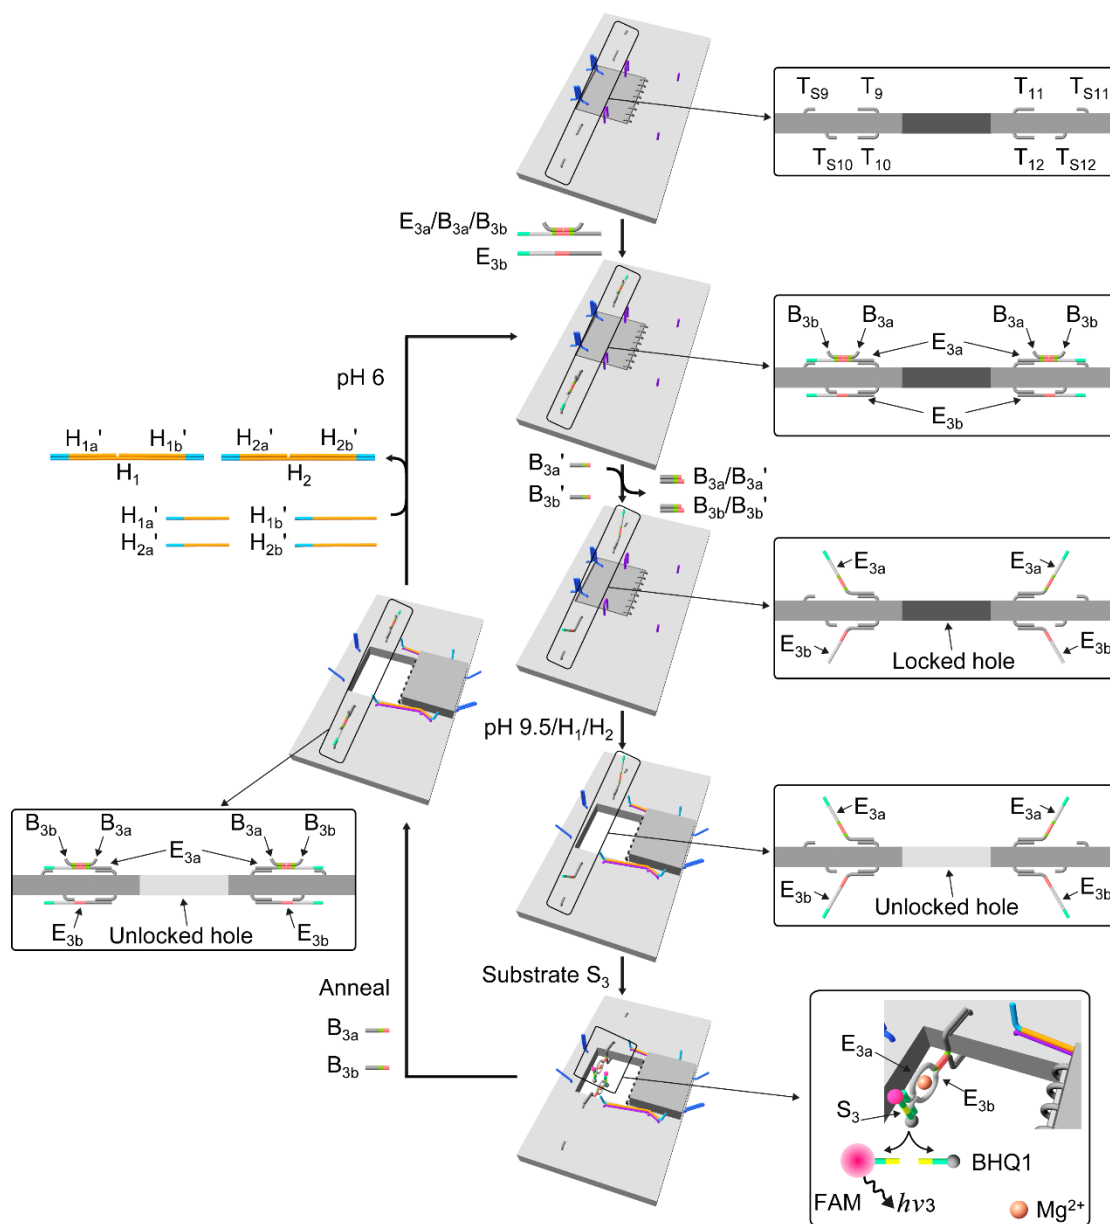 T_S9 T_9 T_11 T_S11
T_S10 T_10 T_12 T_S12
E_3a/B_3a/B_3b
E_3b
B_3b B_3a B_3a B_3b
E_3a
E_3b
pH 6
H_1a' H_1b' H_2a' H_2b'
H_1 H_2
H_1a' H_1b'
H_2a' H_2b'
B_3a' B_3a/B_3a'
B_3b' B_3b/B_3b'
E_3a E_3a
E_3b E_3b
Locked hole
pH 9.5/H_1/H_2
E_3a E_3a
E_3b E_3b
Unlocked hole
B_3b B_3a B_3a B_3b
E_3a
E_3b E_3b
Unlocked hole
Substrate S_3
Anneal
B_3a
B_3b
E_3a
E_3b
S_3
BHQ1
FAM hν3
Mg²⁺